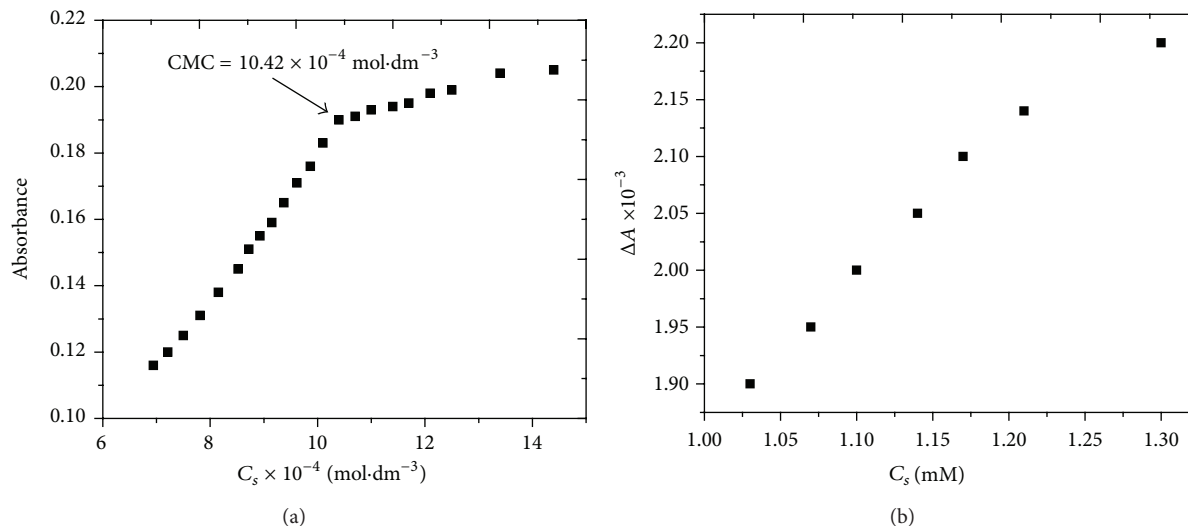 0.22
0.20
0.18
0.16
0.14
0.12
0.10
Absorbance
CMC = 10.42 × 10⁻⁴ mol·dm⁻³
6 8 10 12 14
Cₛ × 10⁻⁴ (mol·dm⁻³)
(a)
2.20
2.15
2.10
2.05
2.00
1.95
1.90
ΔA ×10⁻³
1.00 1.05 1.10 1.15 1.20 1.25 1.30
Cₛ (mM)
(b)